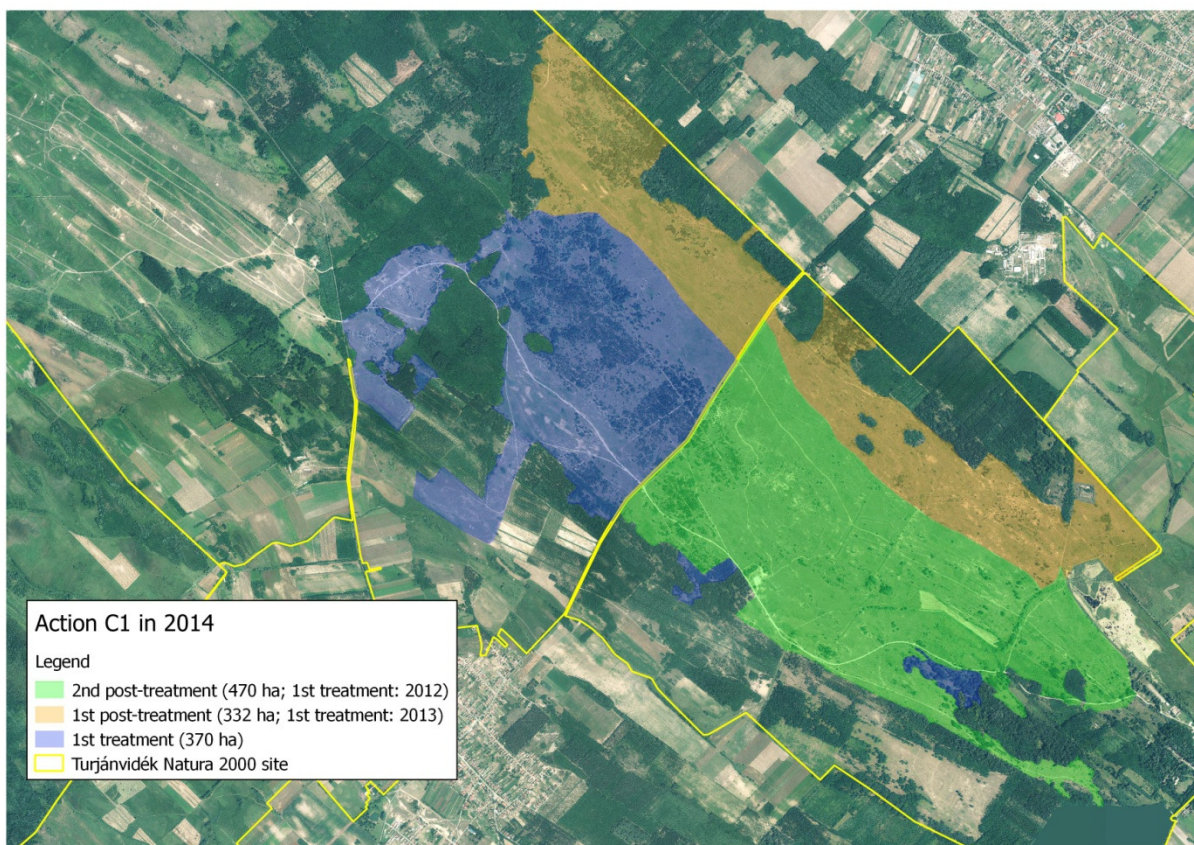 Action C1 in 2014
Legend
2nd post-treatment (470 ha; 1st treatment: 2012)
1st post-treatment (332 ha; 1st treatment: 2013)
1st treatment (370 ha)
Turjánvidék Natura 2000 site